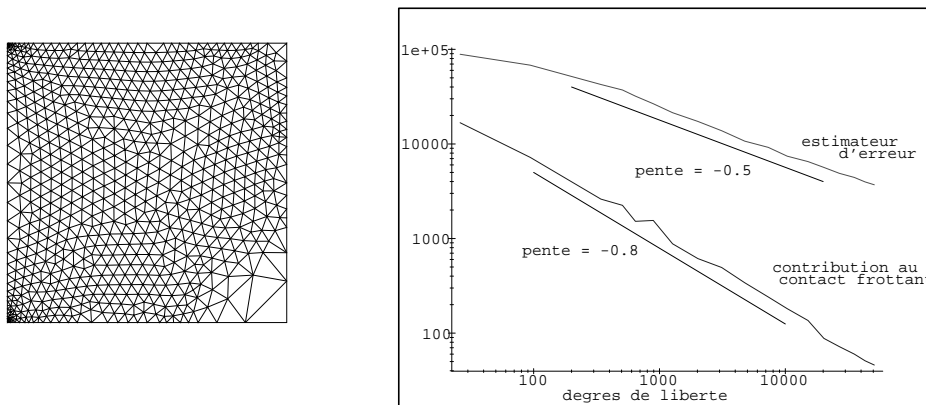 1e+05
estimateur
d'erreur
10000
pente = -0.5
1000
pente = -0.8
contribution au
contact frottant
100
100 1000 10000
degres de liberte